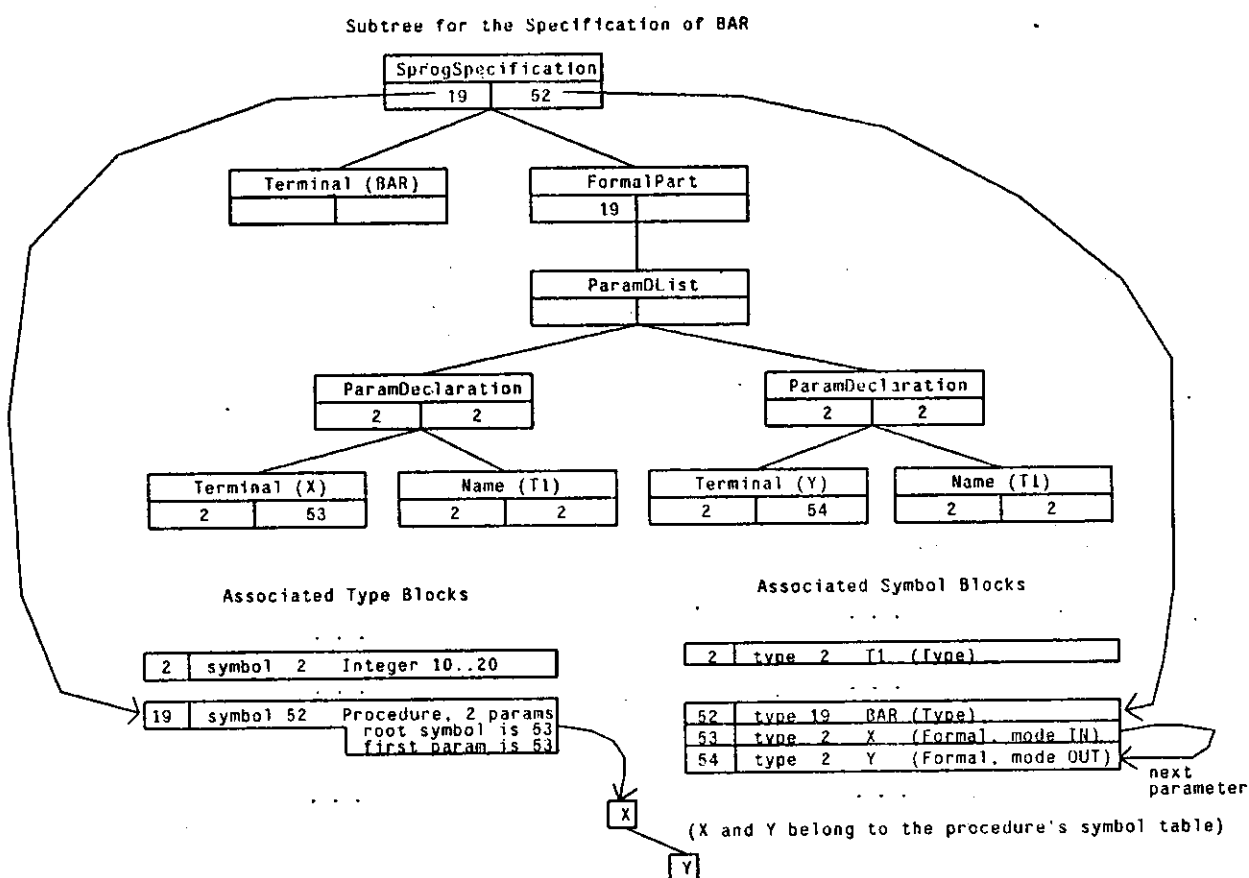 Subtree for the Specification of BAR
SprogSpecification
19 52
Terminal (BAR) FormalPart
19
ParamDList
ParamDeclaration ParamDeclaration
2 2 2 2
Terminal (X) Name (T1) Terminal (Y) Name (T1)
2 53 2 2 2 54 2 2
Associated Type Blocks Associated Symbol Blocks
. . . . . .
2 symbol 2 Integer 10..20 2 type 2 T1 (Type)
. . . . . .
19 symbol 52 Procedure, 2 params 52 type 19 BAR (Type)
root symbol is 53 53 type 2 X (Formal, mode IN)
first param is 53 54 type 2 Y (Formal, mode OUT)
next
parameter
. . . . . .
X (X and Y belong to the procedure's symbol table)
Y